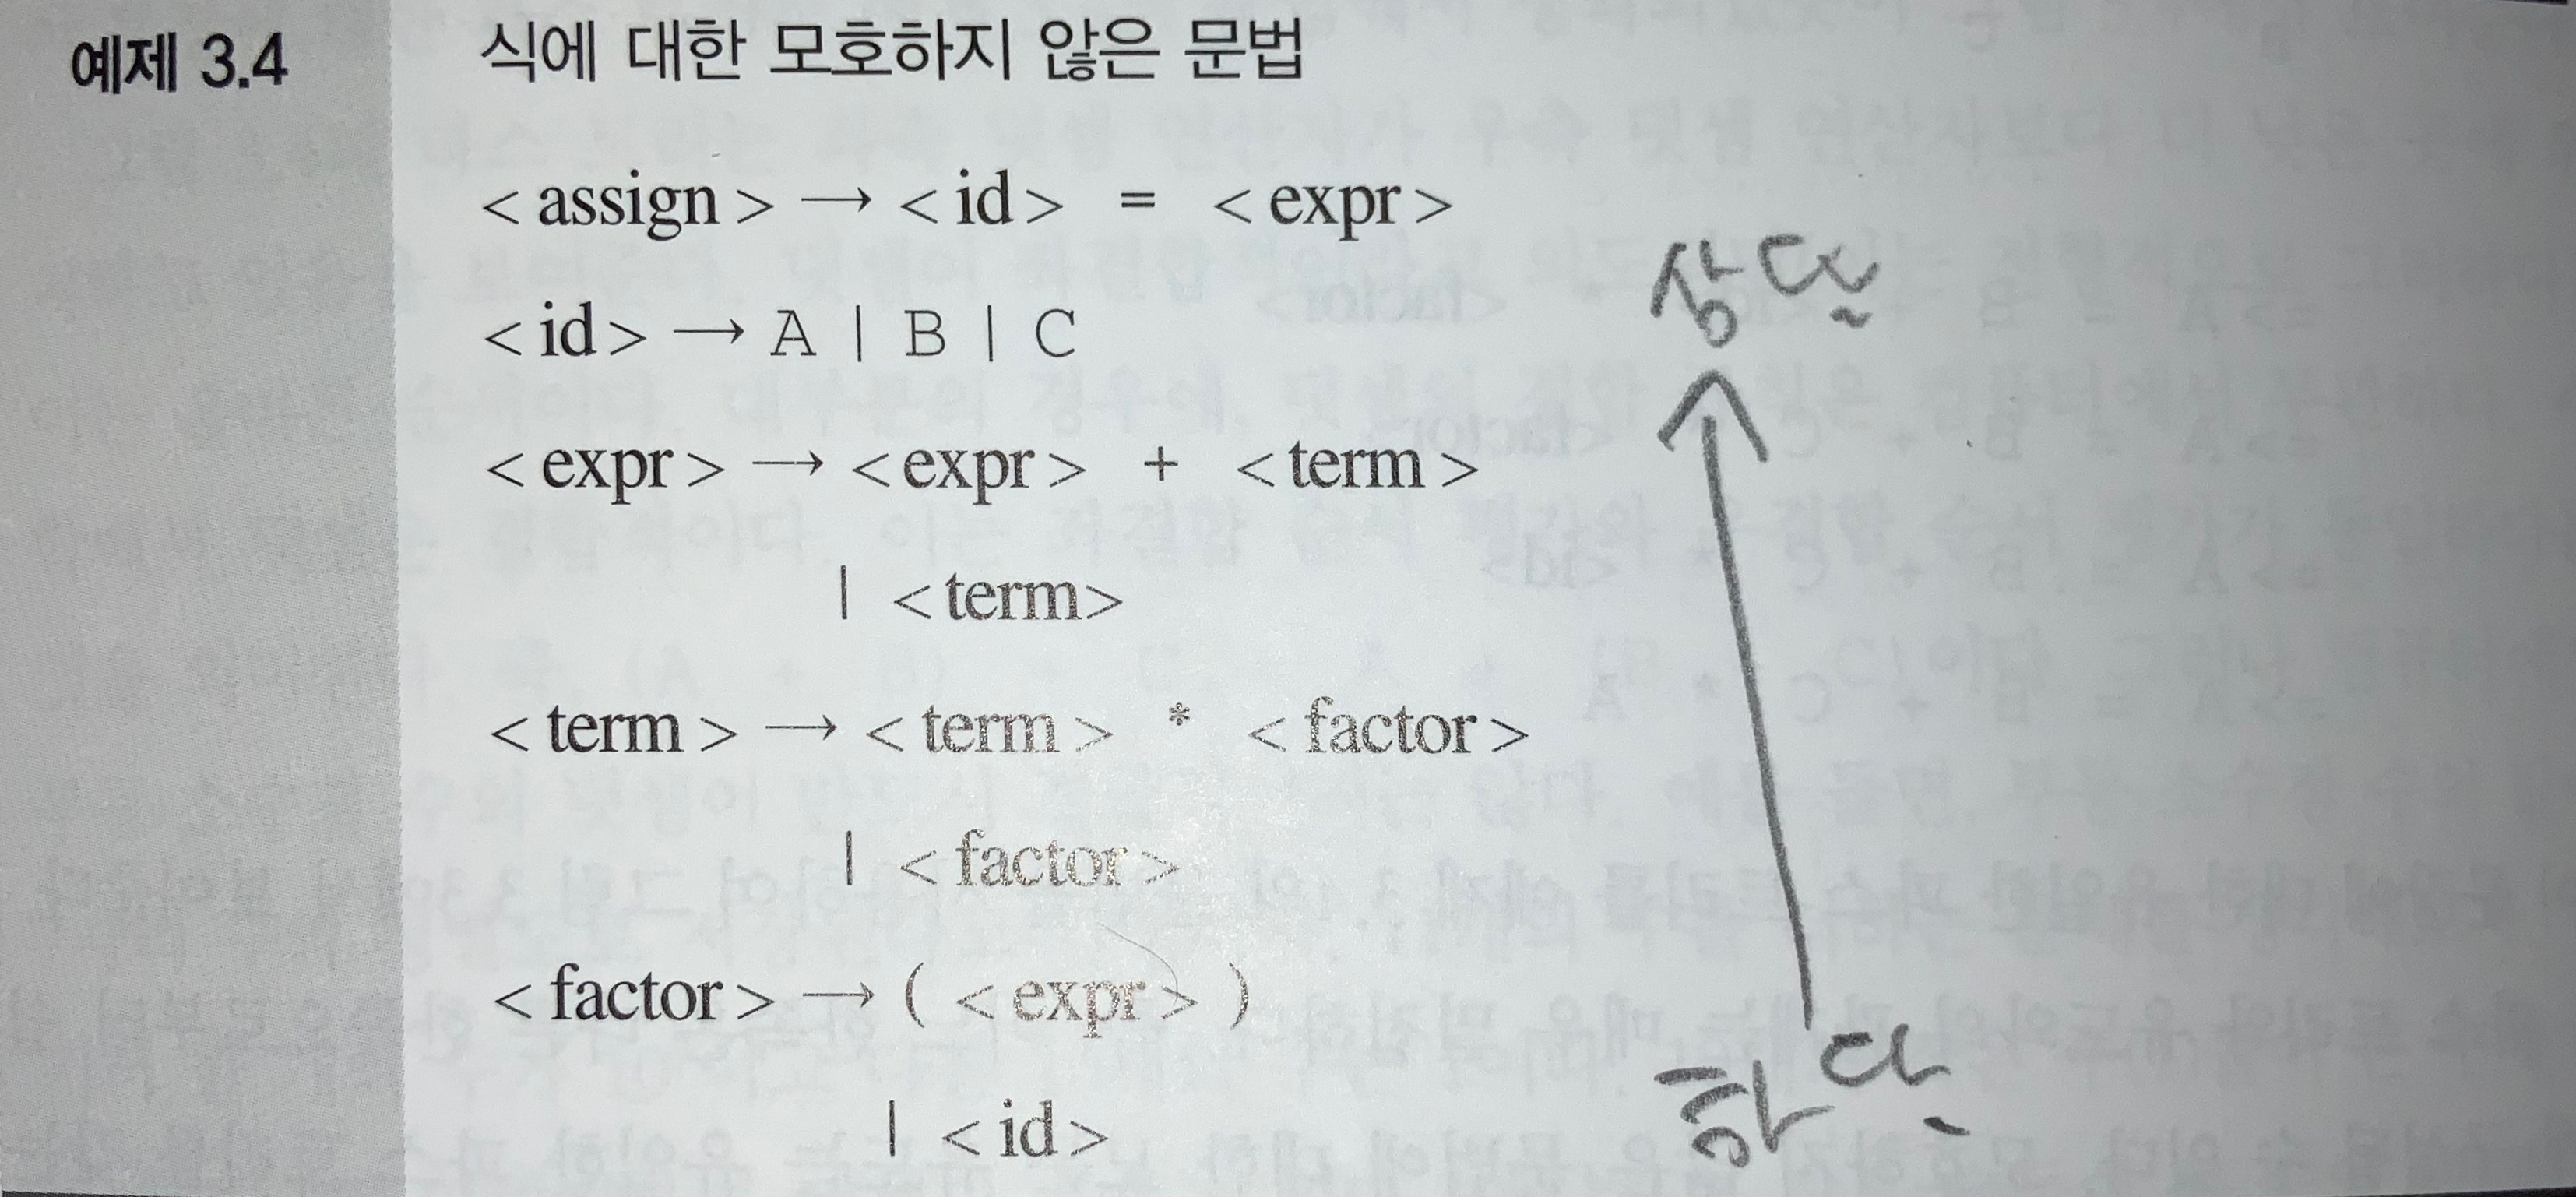 예제 3.4 식에 대한 모호하지 않은 문법
<assign> → <id> = <expr>
<id> → A | B | C
<expr> → <expr> + <term>
| <term>
<term> → <term> * <factor>
| <factor>
<factor> → ( <expr> )
| <id>
상단
하단